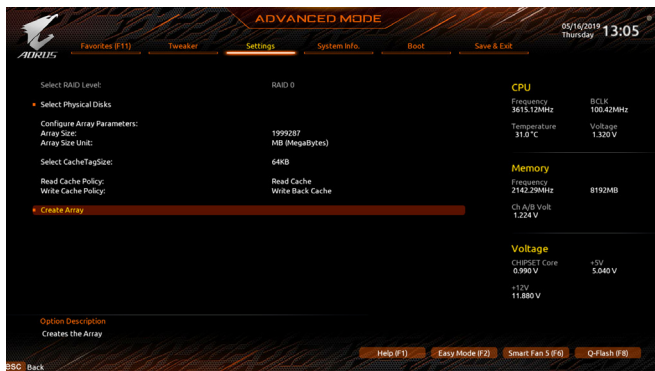 ADVANCED MODE
05/16/2019 Thursday 13:05
AORUS
Favorites (F11) Tweaker Settings System Info. Boot Save & Exit
Select RAID Level: RAID 0
Select Physical Disks
Configure Array Parameters:
Array Size: 1999287
Array Size Unit: MB (MegaBytes)
Select CacheTagSize: 64KB
Read Cache Policy: Read Cache
Write Cache Policy: Write Back Cache
Create Array
CPU
Frequency BCLK
3615.12MHz 100.42MHz
Temperature Voltage
31.0 °C 1.320 V
Memory
Frequency
2142.29MHz 8192MB
Ch A/B Volt
1.224 V
Voltage
CHIPSET Core +5V
0.990 V 5.040 V
+12V
11.880 V
Option Description
Creates the Array
Help (F1) Easy Mode (F2) Smart Fan 5 (F6) Q-Flash (F8)
esc Back